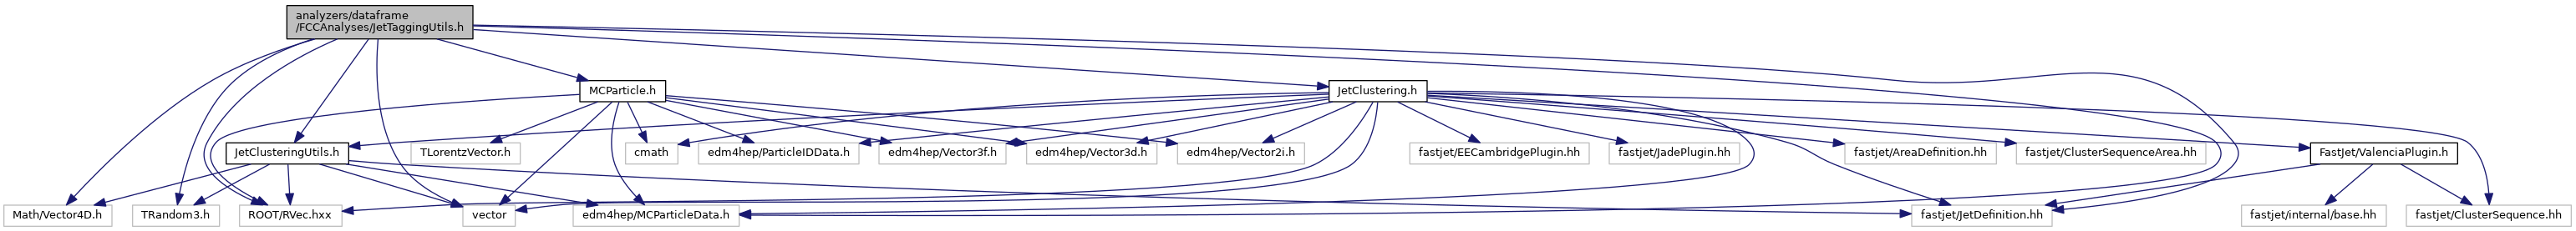 analyzers/dataframe
/FCCAnalyses/JetTaggingUtils.h
MCParticle.h
JetClustering.h
JetClusteringUtils.h
TLorentzVector.h
cmath
edm4hep/ParticleIDData.h
edm4hep/Vector3f.h
edm4hep/Vector3d.h
edm4hep/Vector2i.h
fastjet/EECambridgePlugin.hh
fastjet/JadePlugin.hh
fastjet/AreaDefinition.hh
fastjet/ClusterSequenceArea.hh
FastJet/ValenciaPlugin.h
Math/Vector4D.h
TRandom3.h
ROOT/RVec.hxx
vector
edm4hep/MCParticleData.h
fastjet/JetDefinition.hh
fastjet/internal/base.hh
fastjet/ClusterSequence.hh